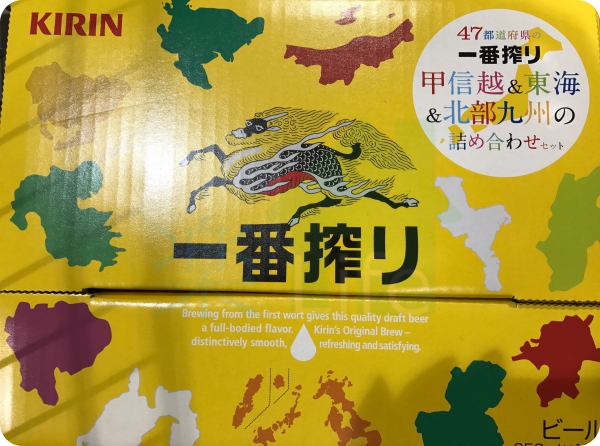 KIRIN
47都道府県の
一番搾り
甲信越&東海
&北部九州の
詰め合わせセット
一番搾り
Brewing from the first wort gives this quality draft beer
a full-bodied flavor. Kirin's Original Brew–
distinctively smooth, refreshing and satisfying.
ビール